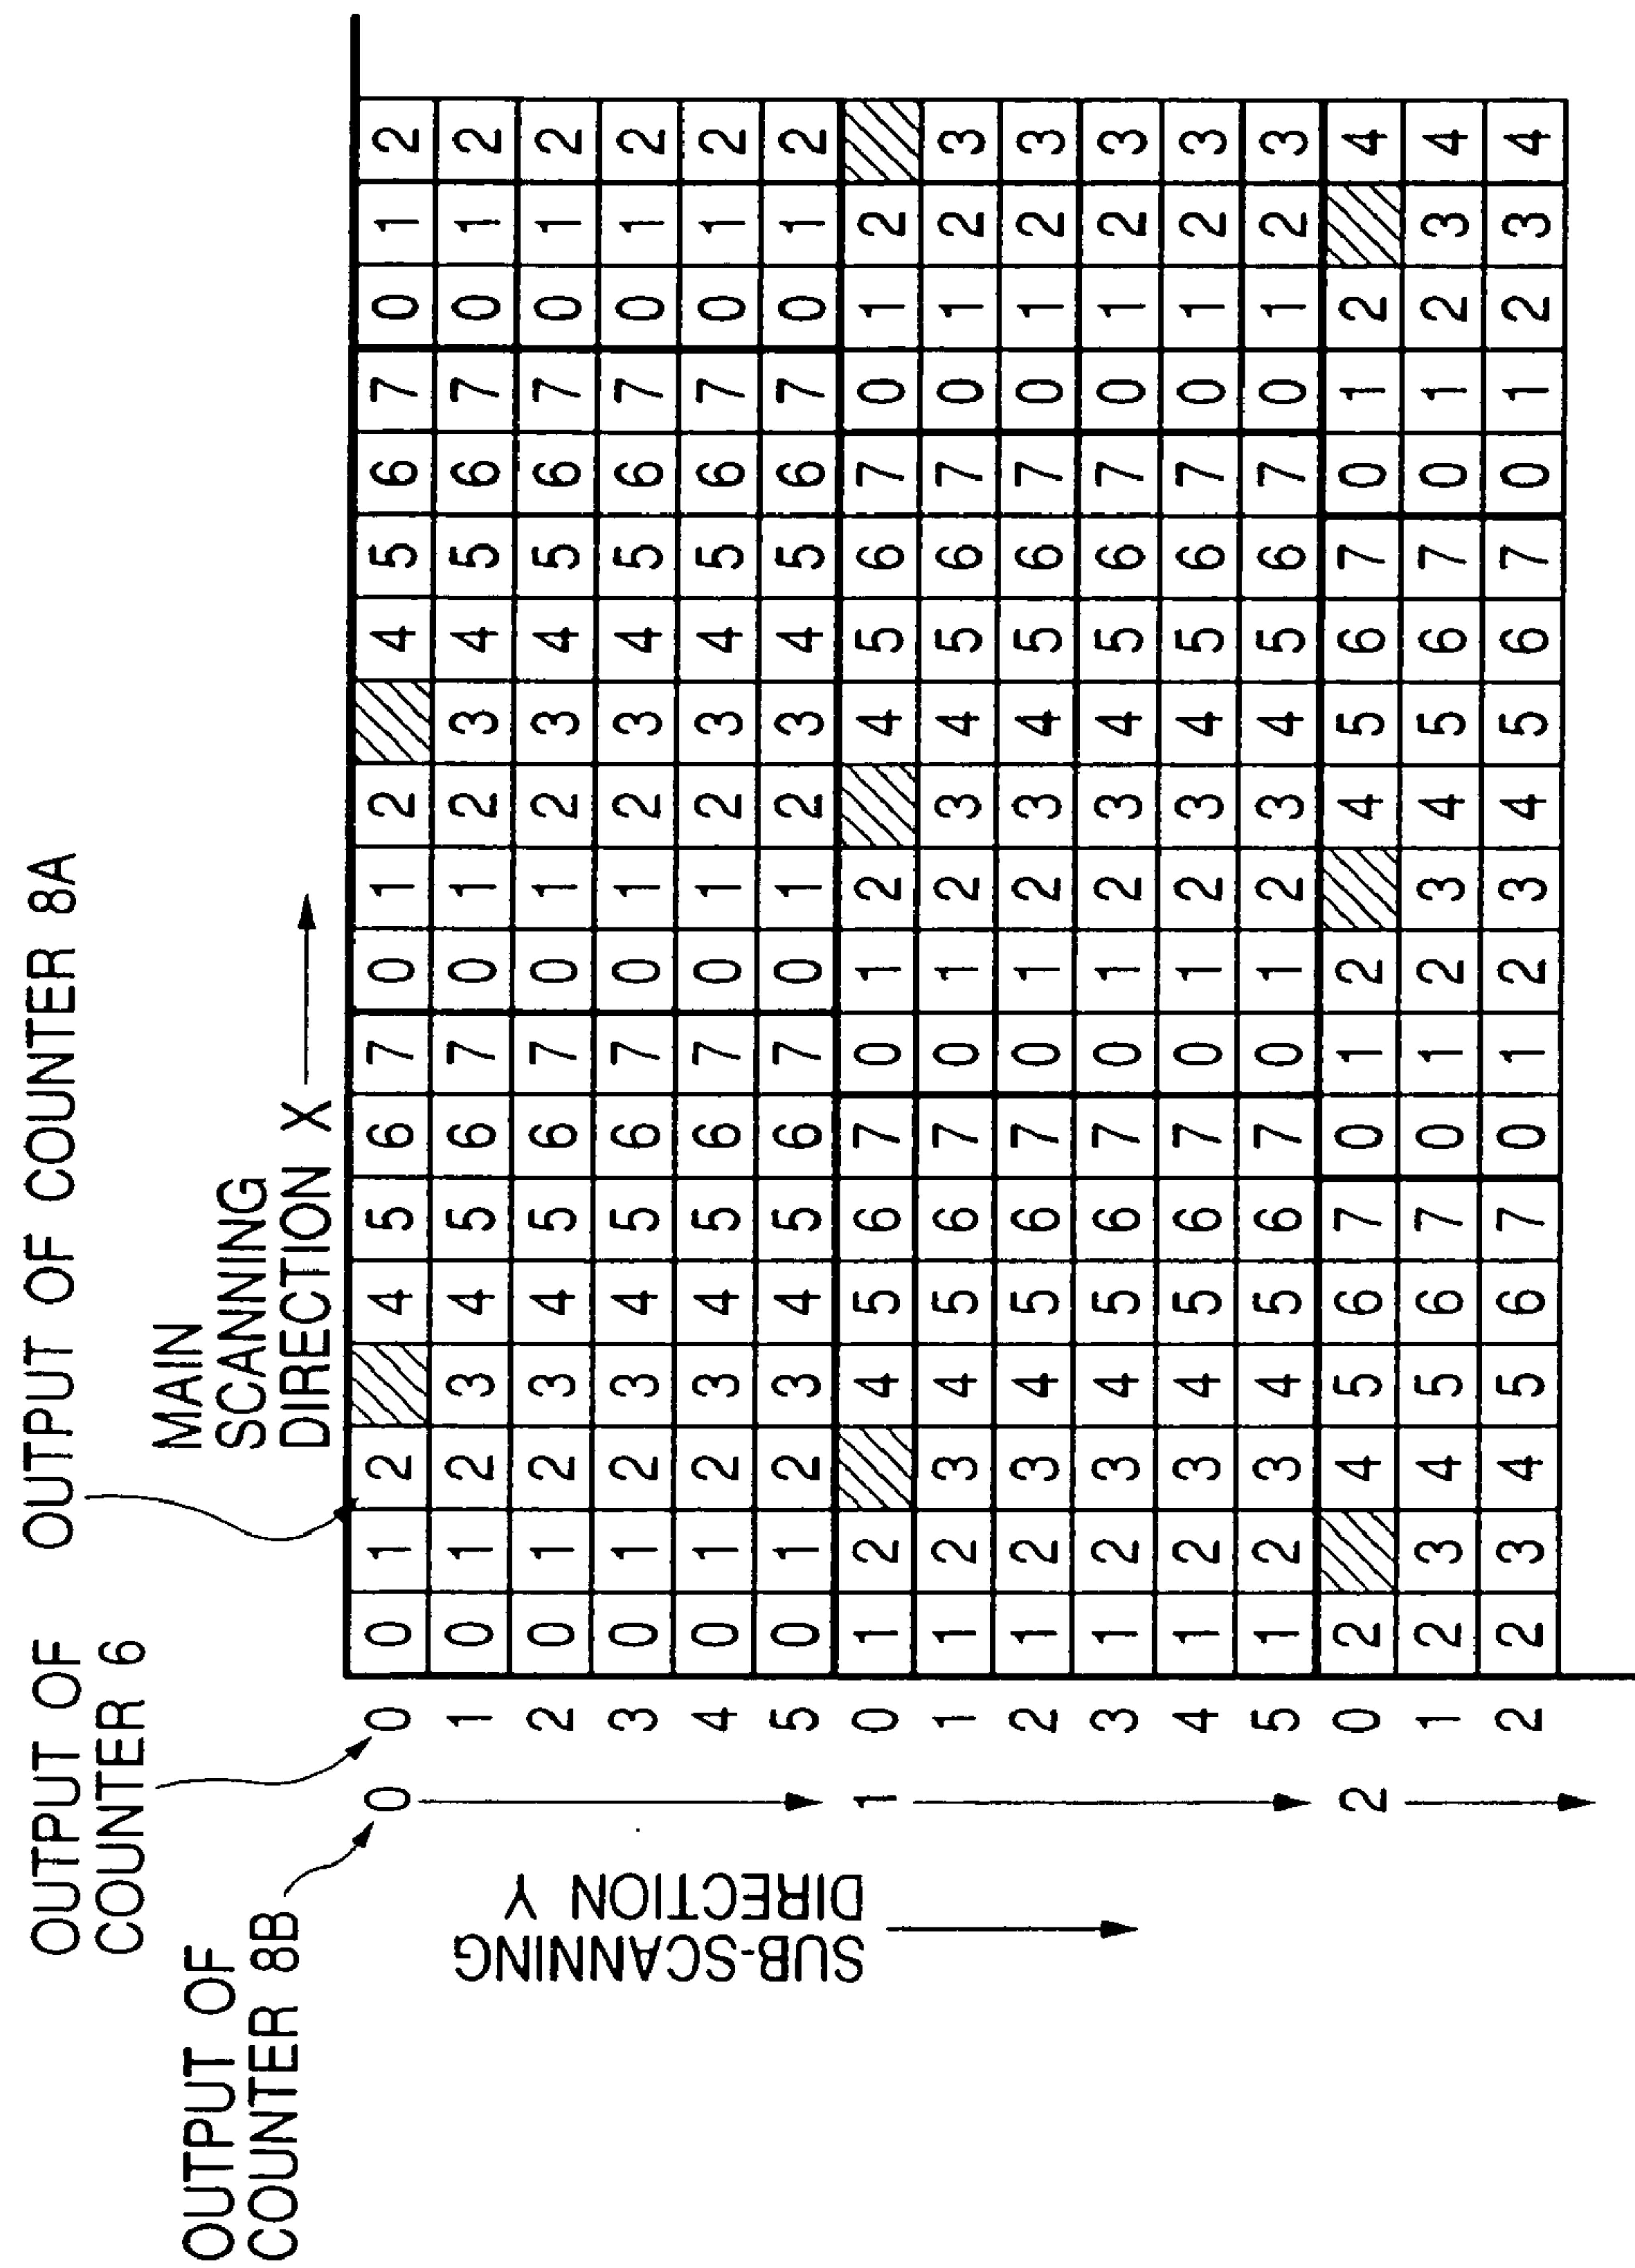 OUTPUT OF COUNTER 8A
OUTPUT OF
COUNTER 6
MAIN
SCANNING
DIRECTION X
OUTPUT OF
COUNTER 8B
SUB-SCANNING
DIRECTION Y
0 0 0 1 2 4 5 6 7 0 1 2 4 5 6 7 0 1 2
1 0 1 2 3 4 5 6 7 0 1 2 3 4 5 6 7 0 1 2
2 0 1 2 3 4 5 6 7 0 1 2 3 4 5 6 7 0 1 2
3 0 1 2 3 4 5 6 7 0 1 2 3 4 5 6 7 0 1 2
4 0 1 2 3 4 5 6 7 0 1 2 3 4 5 6 7 0 1 2
5 0 1 2 3 4 5 6 7 0 1 2 3 4 5 6 7 0 1 2
1 0 1 2 4 5 6 7 0 1 2 4 5 6 7 0 1 2
1 1 2 3 4 5 6 7 0 1 2 3 4 5 6 7 0 1 2 3
2 1 2 3 4 5 6 7 0 1 2 3 4 5 6 7 0 1 2 3
3 1 2 3 4 5 6 7 0 1 2 3 4 5 6 7 0 1 2 3
4 1 2 3 4 5 6 7 0 1 2 3 4 5 6 7 0 1 2 3
5 1 2 3 4 5 6 7 0 1 2 3 4 5 6 7 0 1 2 3
2 0 2 4 5 6 7 0 1 2 4 5 6 7 0 1 2 4
1 2 3 4 5 6 7 0 1 2 3 4 5 6 7 0 1 2 3 4
2 2 3 4 5 6 7 0 1 2 3 4 5 6 7 0 1 2 3 4